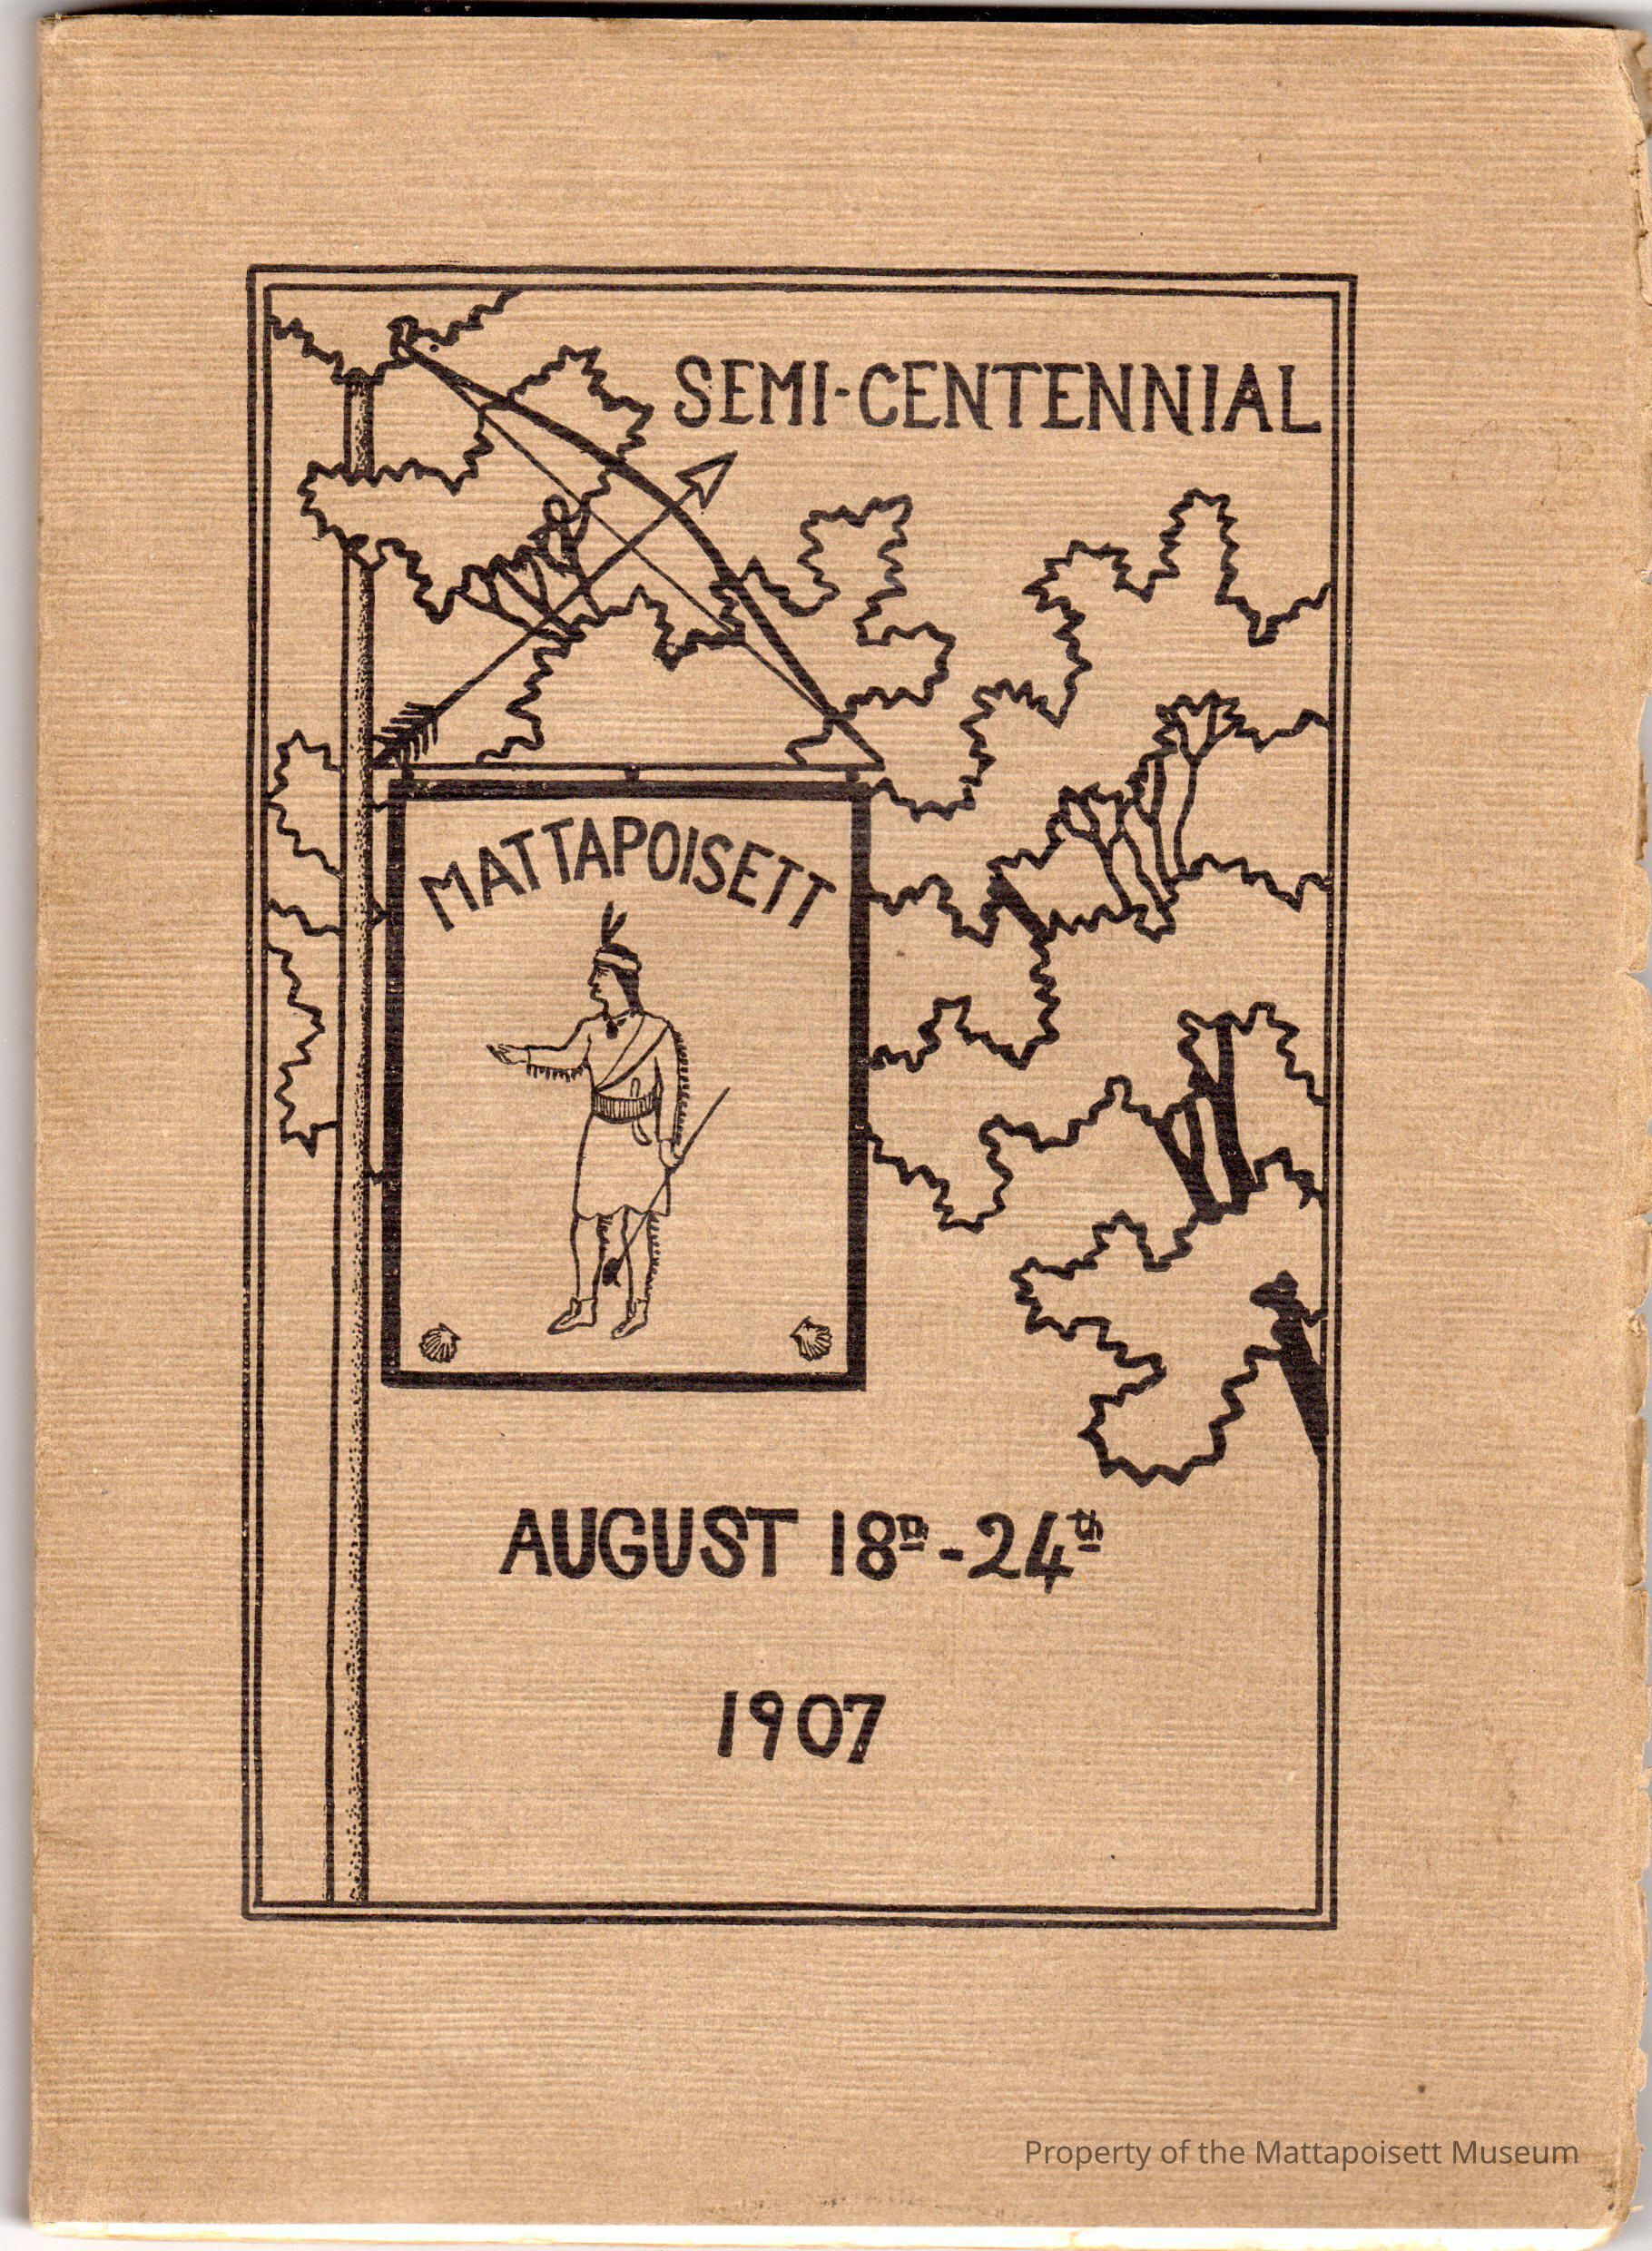 SEMI-CENTENNIAL
MATTAPOISETT
AUGUST 18th-24th
1907
Property of the Mattapoisett Museum